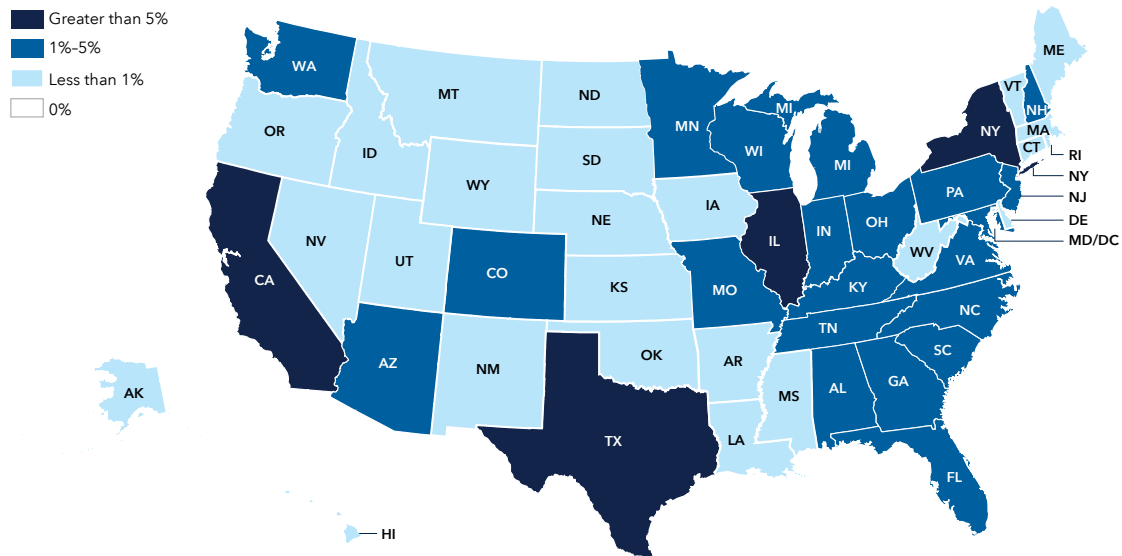 Greater than 5%
1%–5%
Less than 1%
0%
WA
OR
ID
MT
ND
MN
WI
MI
MI
NY
VT
NH
ME
MA
CT
RI
NY
NJ
DE
MD/DC
SD
WY
NE
IA
IL
IN
OH
PA
WV
VA
NV
UT
CO
KS
MO
KY
NC
TN
SC
CA
AZ
NM
OK
AR
MS
AL
GA
TX
LA
FL
AK
HI